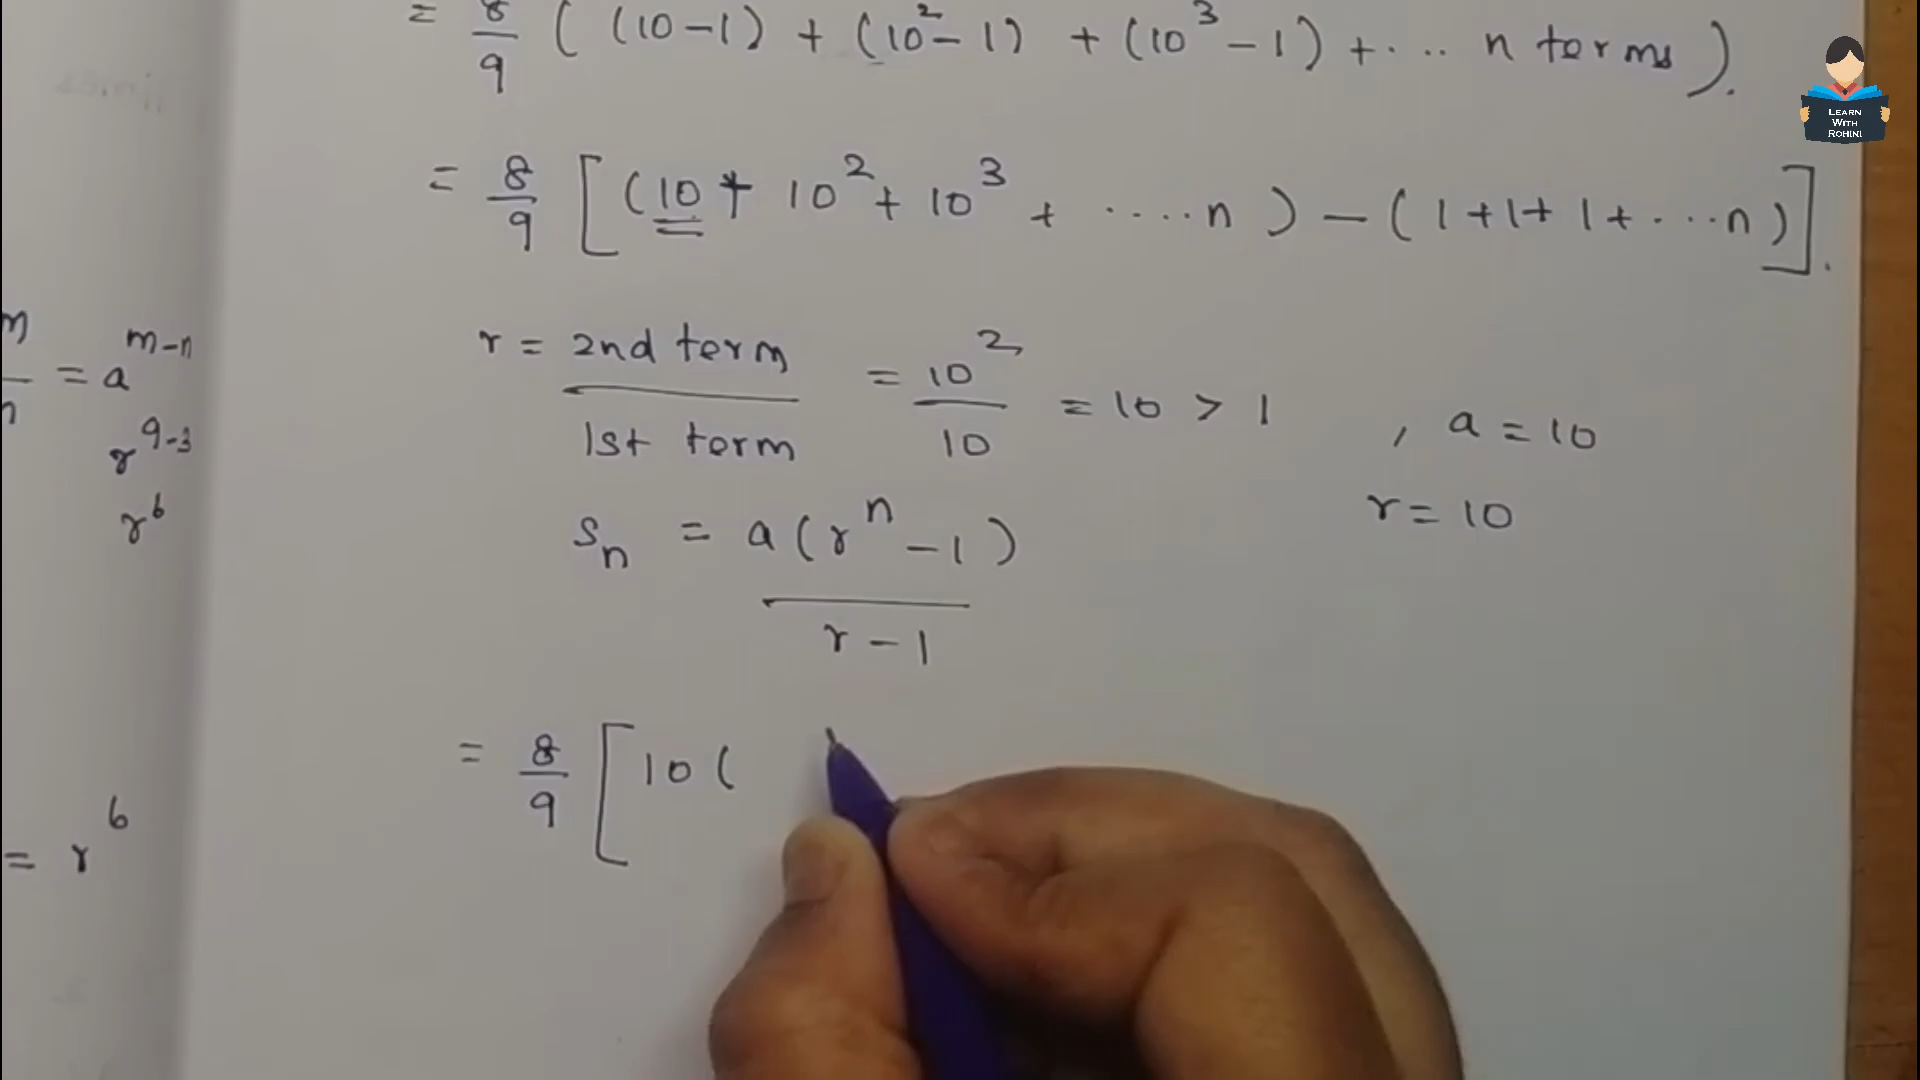 = 8/9 ( (10-1) + (10²-1) + (10³-1) + ... n terms ).
LEARN
WITH
ROHINI
= 8/9 [ (10 + 10² + 10³ + ....n ) - (1+1+1+...n) ].
m/n = a^(m-n)
r = 2nd term / 1st term = 10²/10 = 10 > 1 , a = 10
r^(9-3)
r = 10
r^6
Sn = a(r^n - 1) / r - 1
= 8/9 [ 10 (
= r^6